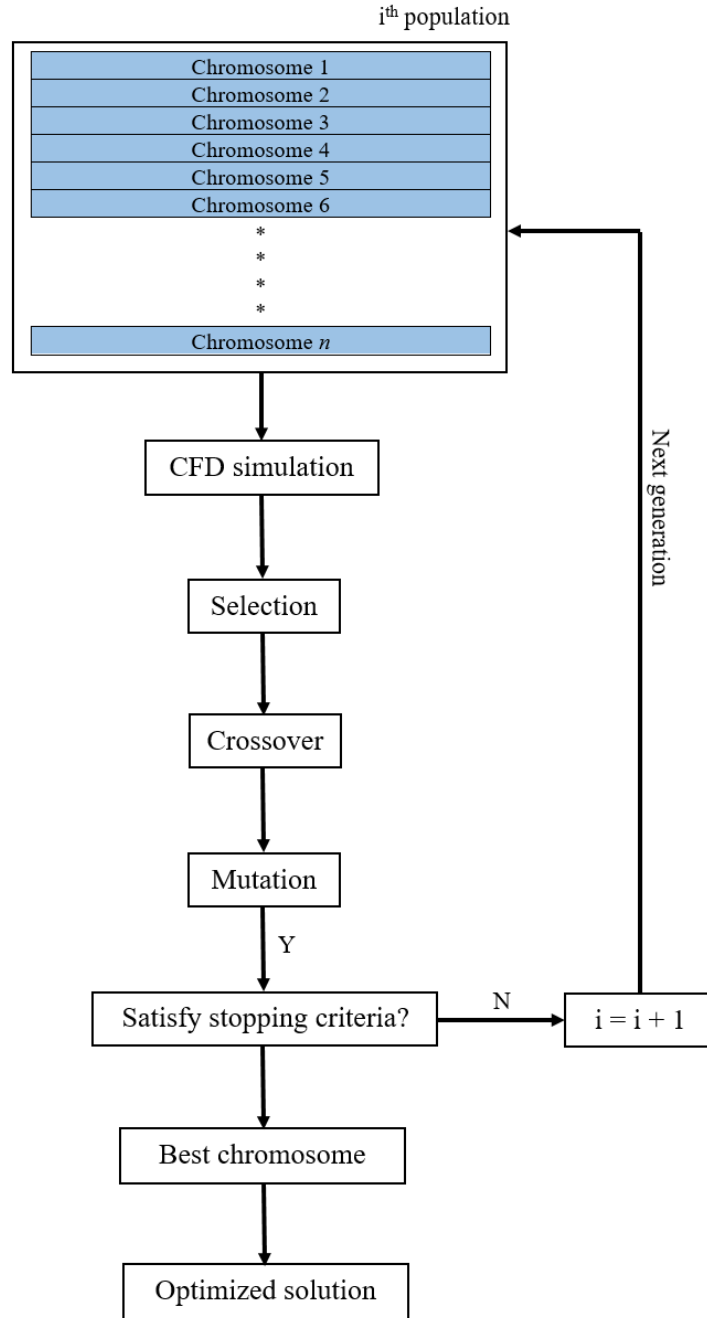 iᵗʰ population
Chromosome 1
Chromosome 2
Chromosome 3
Chromosome 4
Chromosome 5
Chromosome 6
*
*
*
*
Chromosome n
CFD simulation
Next generation
Selection
Crossover
Mutation
Y
Satisfy stopping criteria?
N
i = i + 1
Best chromosome
Optimized solution